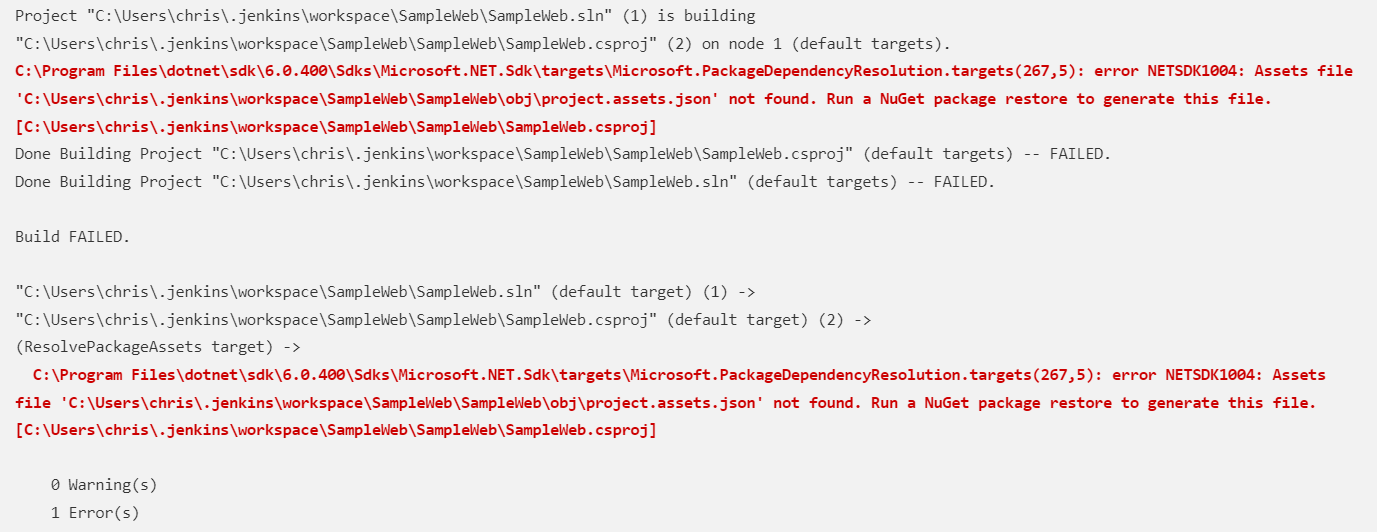 Project "C:\Users\chris\.jenkins\workspace\SampleWeb\SampleWeb.sln" (1) is building
"C:\Users\chris\.jenkins\workspace\SampleWeb\SampleWeb\SampleWeb.csproj" (2) on node 1 (default targets).
C:\Program Files\dotnet\sdk\6.0.400\Sdks\Microsoft.NET.Sdk\targets\Microsoft.PackageDependencyResolution.targets(267,5): error NETSDK1004: Assets file
'C:\Users\chris\.jenkins\workspace\SampleWeb\SampleWeb\obj\project.assets.json' not found. Run a NuGet package restore to generate this file.
[C:\Users\chris\.jenkins\workspace\SampleWeb\SampleWeb\SampleWeb.csproj]
Done Building Project "C:\Users\chris\.jenkins\workspace\SampleWeb\SampleWeb\SampleWeb.csproj" (default targets) -- FAILED.
Done Building Project "C:\Users\chris\.jenkins\workspace\SampleWeb\SampleWeb.sln" (default targets) -- FAILED.

Build FAILED.

"C:\Users\chris\.jenkins\workspace\SampleWeb\SampleWeb.sln" (default target) (1) ->
"C:\Users\chris\.jenkins\workspace\SampleWeb\SampleWeb\SampleWeb.csproj" (default target) (2) ->
(ResolvePackageAssets target) ->
  C:\Program Files\dotnet\sdk\6.0.400\Sdks\Microsoft.NET.Sdk\targets\Microsoft.PackageDependencyResolution.targets(267,5): error NETSDK1004: Assets
file 'C:\Users\chris\.jenkins\workspace\SampleWeb\SampleWeb\obj\project.assets.json' not found. Run a NuGet package restore to generate this file.
[C:\Users\chris\.jenkins\workspace\SampleWeb\SampleWeb\SampleWeb.csproj]

    0 Warning(s)
    1 Error(s)